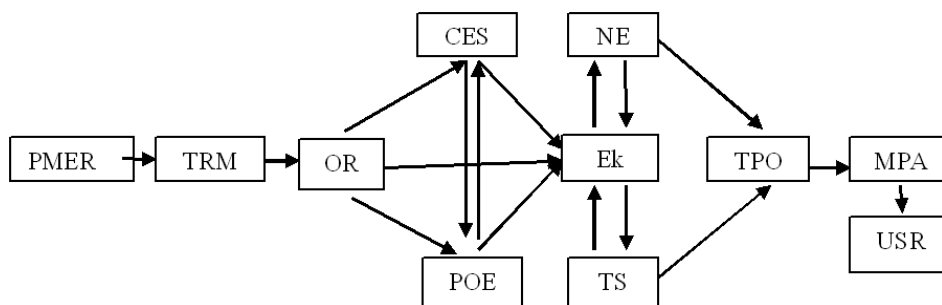 CES
NE
PMER
TRM
OR
Ek
TPO
MPA
POE
TS
USR